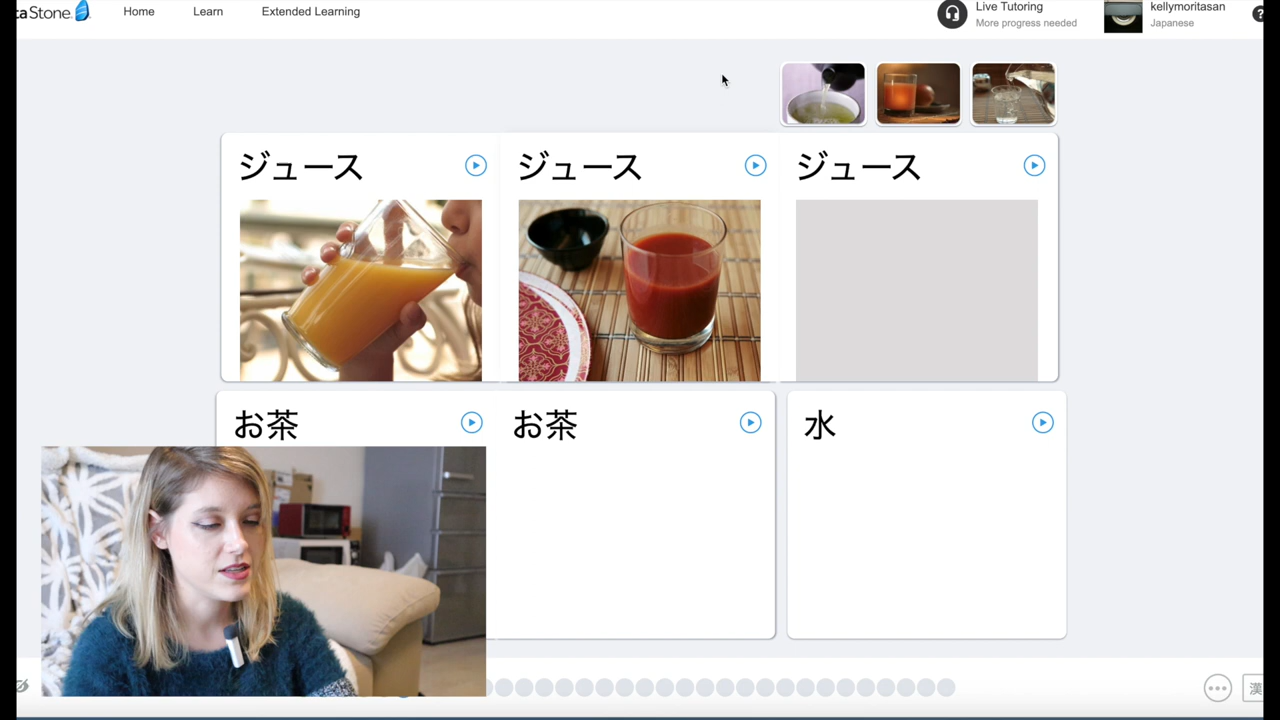 taStone
Home
Learn
Extended Learning
Live Tutoring
More progress needed
kellymoritasan
Japanese
?
ジュース
ジュース
ジュース
お茶
お茶
水
漢